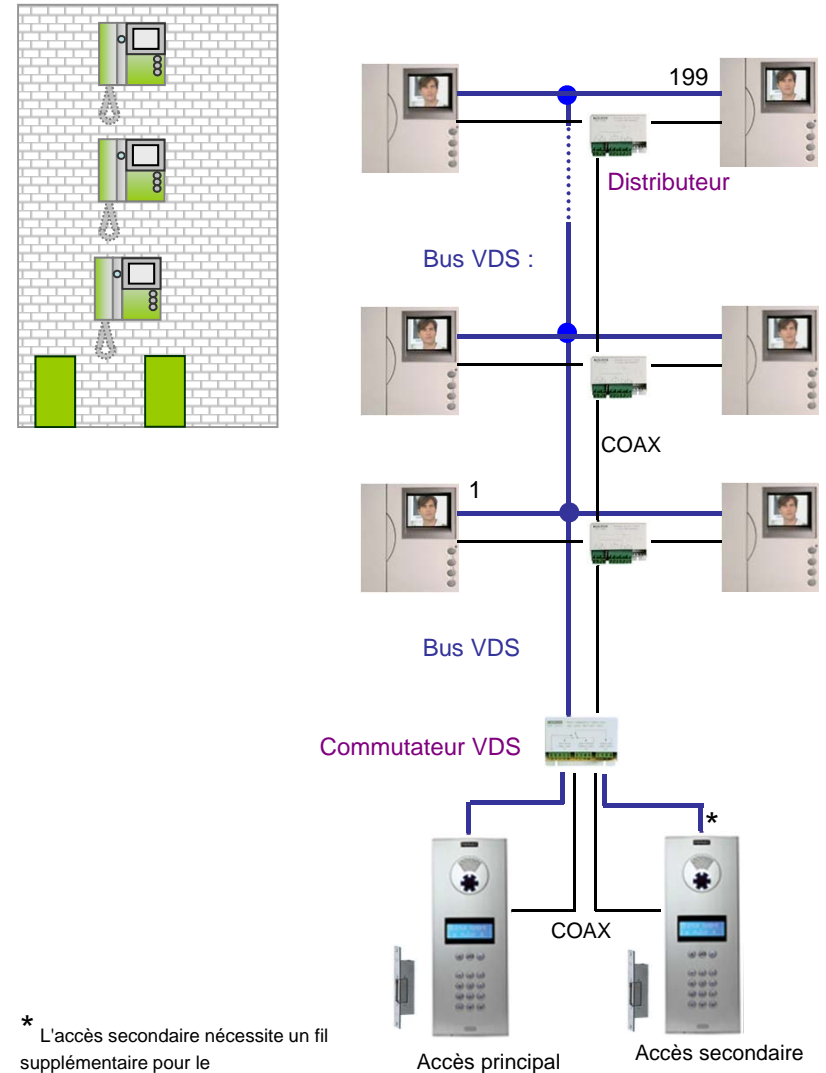 199
Distributeur
Bus VDS :
COAX
1
Bus VDS
Commutateur VDS
*
COAX
* L'accès secondaire nécessite un fil
supplémentaire pour le
Accès principal
Accès secondaire